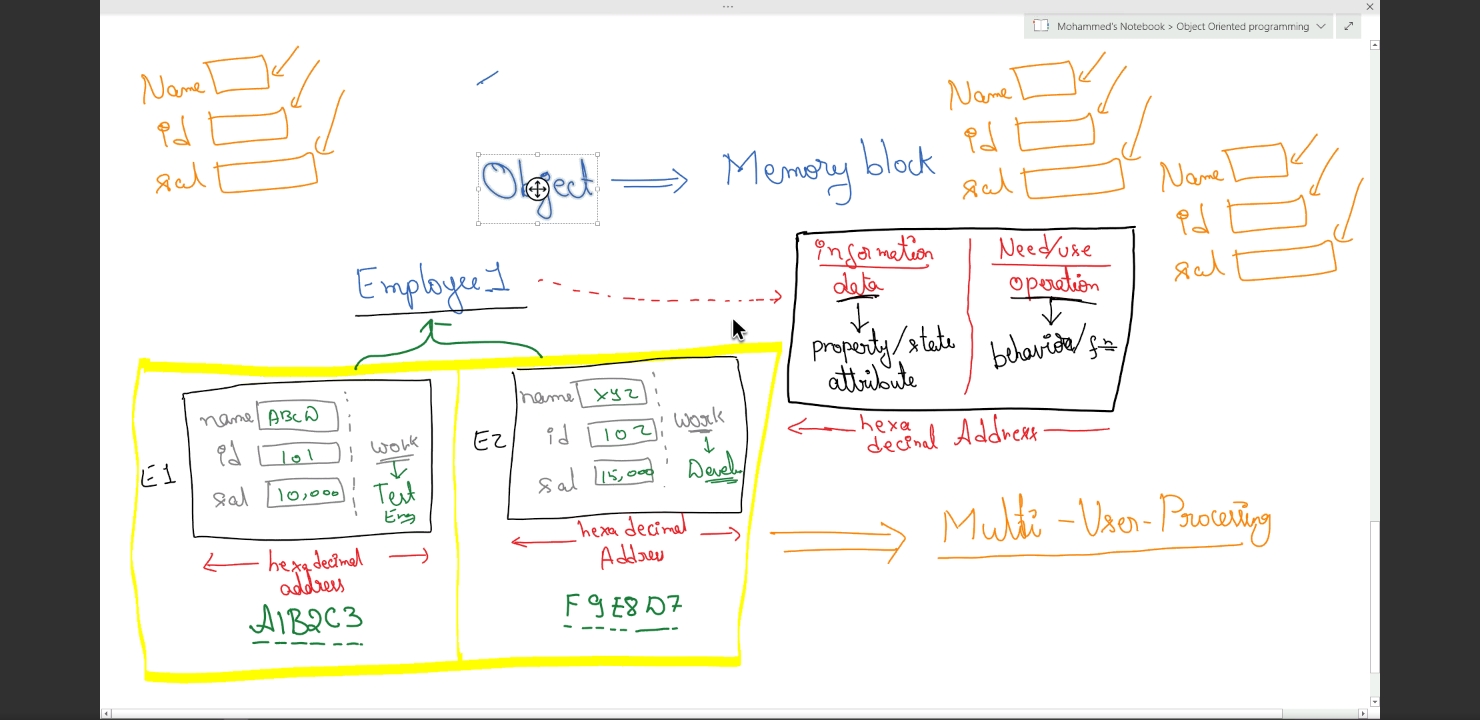 Mohammed's Notebook > Object Oriented programming
Name
id
sal
Object ⇒ Memory block
Name
id
sal
Name
id
sal
Employee1
information
data
property/state
attribute
Need/use
operation
behavior/fn
hexa
decimal Address
E1
name ABCD
id 101
sal 10,000
work
Test
Eng
hexadecimal
address
A1B2C3
E2
name XYZ
id 102
sal 15,000
work
Develo
hexa decimal
Address
F9E8D7
Multi-User-Processing